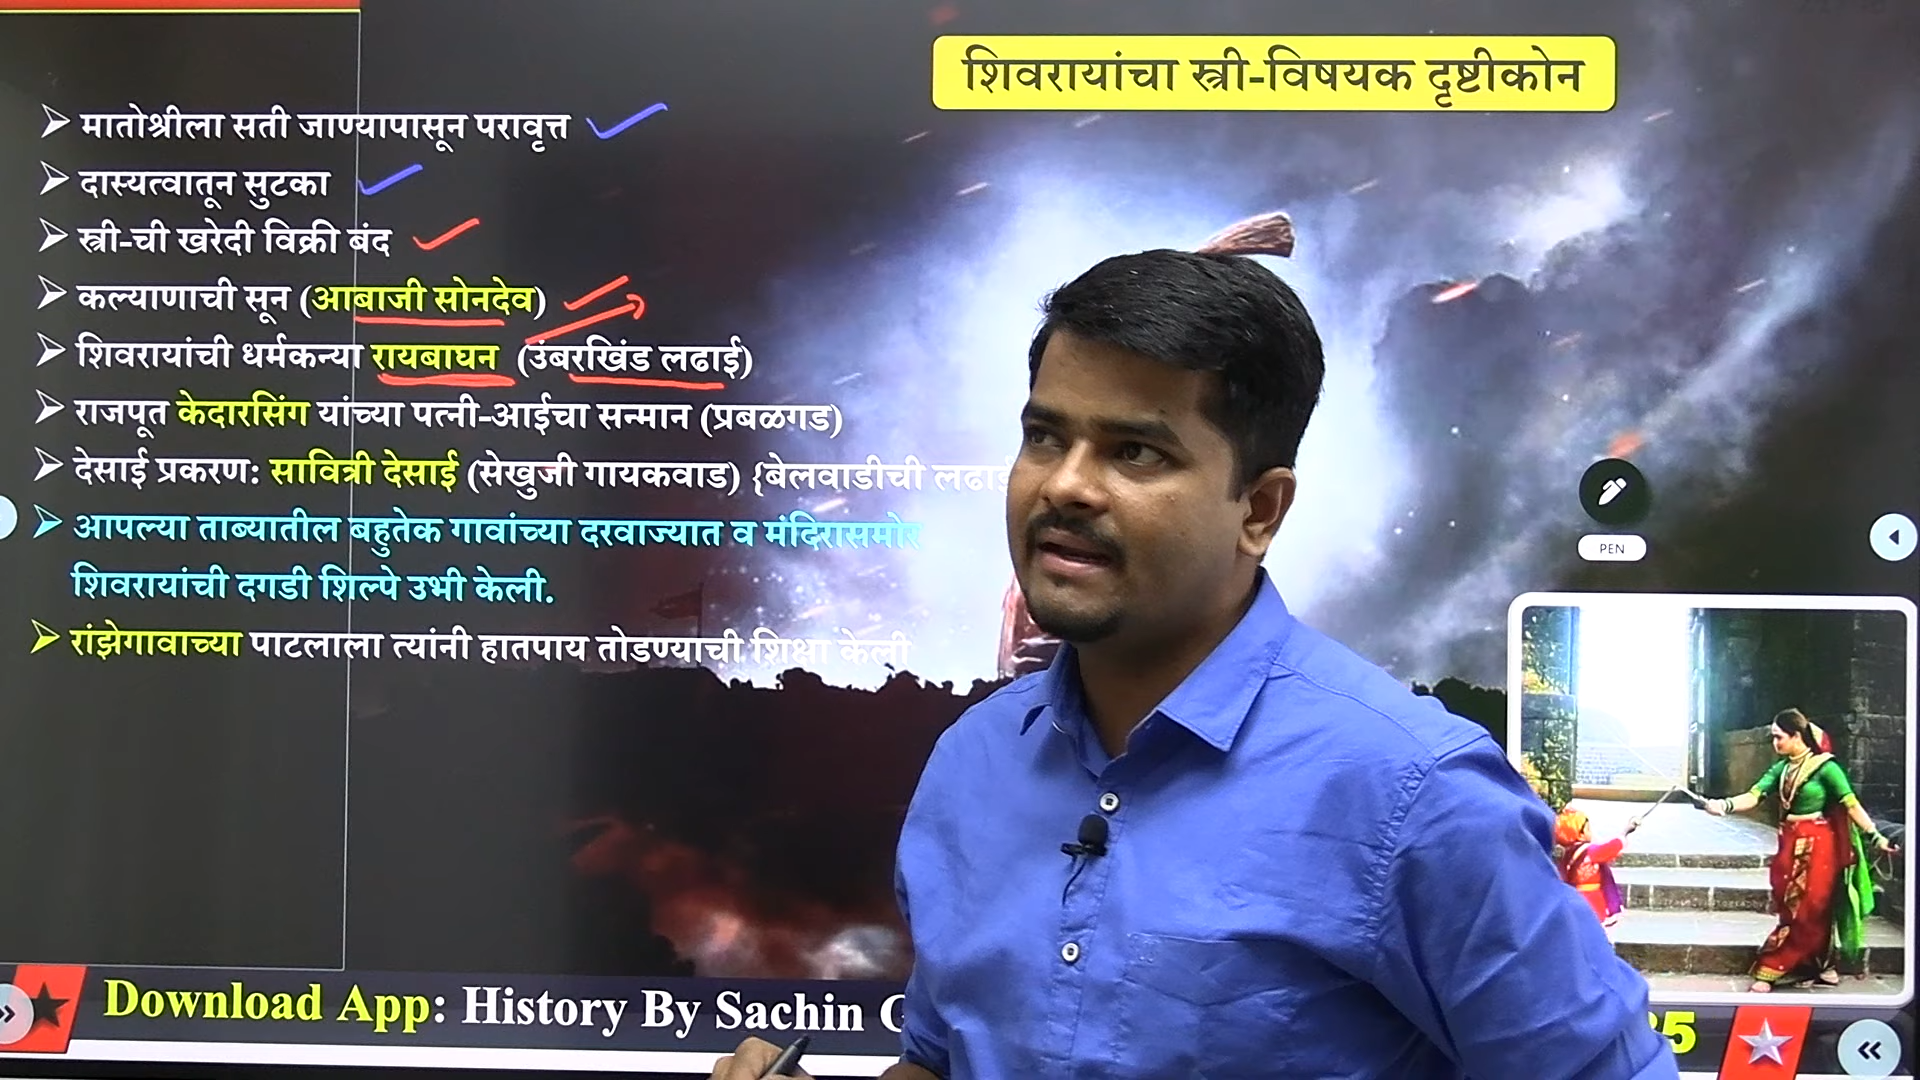 शिवरायांचा स्त्री-विषयक दृष्टीकोन
मातोश्रीला सती जाण्यापासून परावृत्त
दास्यत्वातून सुटका
स्त्री-ची खरेदी विक्री बंद
कल्याणाची सून (आबाजी सोनदेव)
शिवरायांची धर्मकन्या रायबाघन (उंबरखिंड लढाई)
राजपूत केदारसिंग यांच्या पत्नी-आईचा सन्मान (प्रबळगड)
देसाई प्रकरण: सावित्री देसाई (सेखुजी गायकवाड) {बेलवाडीची लढाई
आपल्या ताब्यातील बहुतेक गावांच्या दरवाज्यात व मंदिरासमोर
शिवरायांची दगडी शिल्पे उभी केली.
रांझेगावाच्या पाटलाला त्यांनी हातपाय तोडण्याची शिक्षा केली
PEN
Download App: History By Sachin G